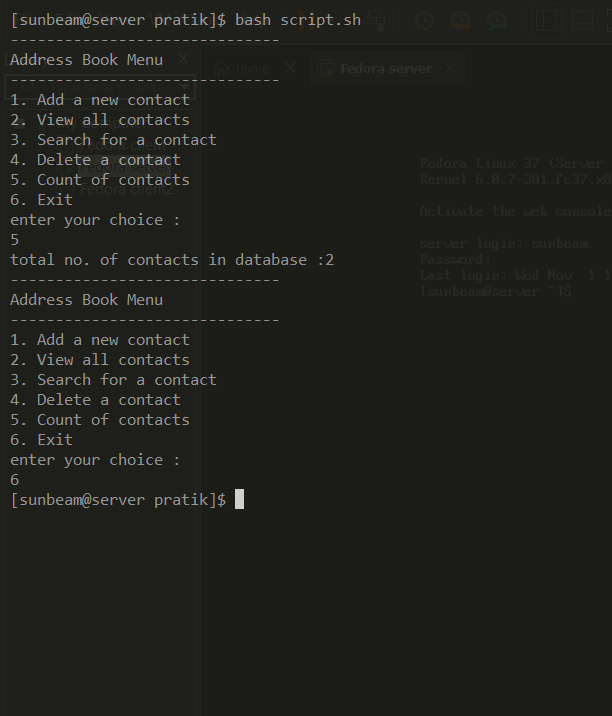 [sunbeam@server pratik]$ bash script.sh
------------------------------
Address Book Menu
------------------------------
1. Add a new contact
2. View all contacts
3. Search for a contact
4. Delete a contact
5. Count of contacts
6. Exit
enter your choice :
5
total no. of contacts in database :2
------------------------------
Address Book Menu
------------------------------
1. Add a new contact
2. View all contacts
3. Search for a contact
4. Delete a contact
5. Count of contacts
6. Exit
enter your choice :
6
[sunbeam@server pratik]$
Home
Fedora server
Fedora client2
Fedora Linux 37 (Server
Kernel 6.0.7-301.fc37.x8
Activate the web console
server login: sunbeam
Password:
Last login: Wed Nov 1 1
[sunbeam@server ~]$